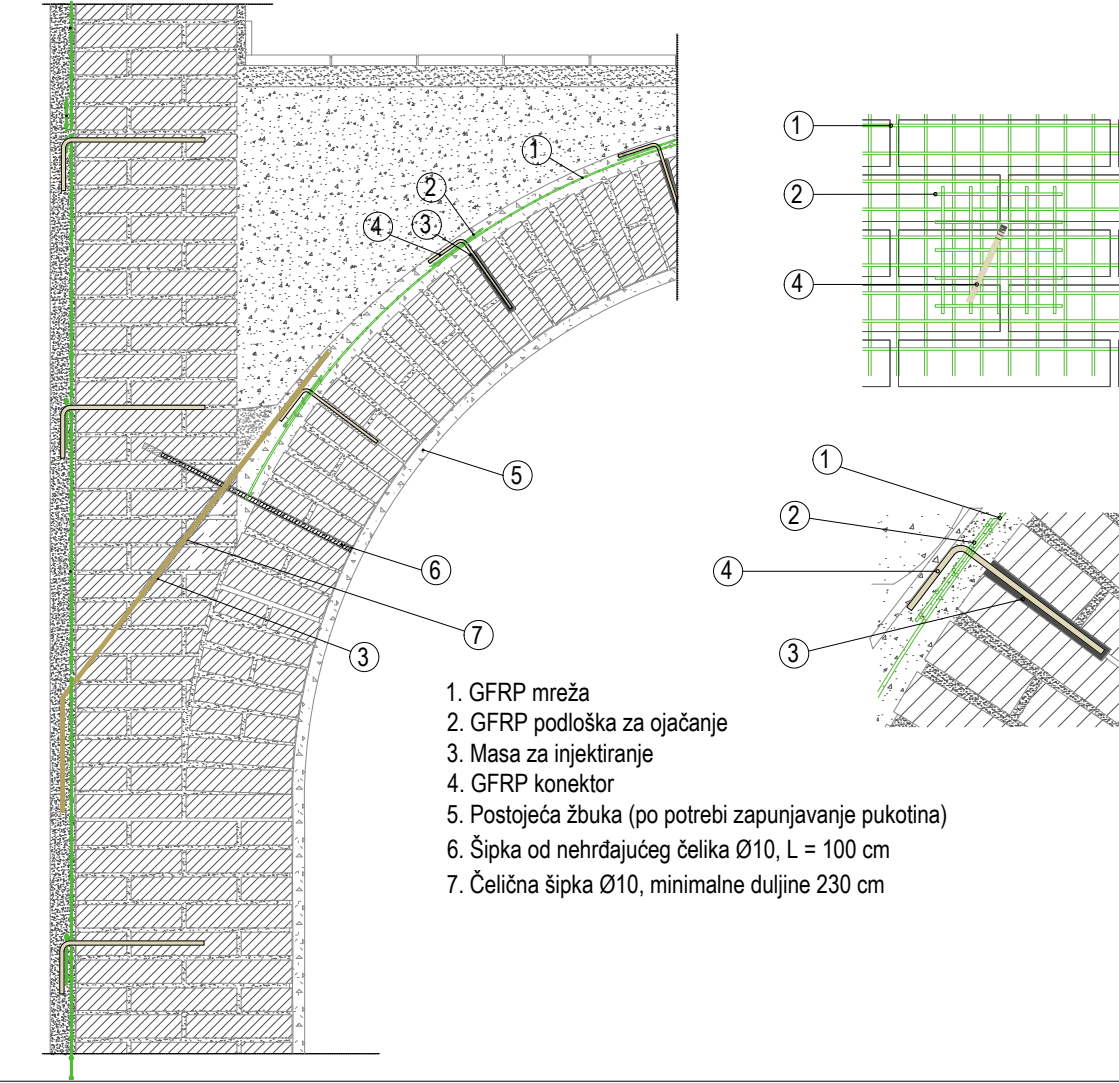 1
2
4
3
5
6
7
3
1
2
4
1
2
4
3
1. GFRP mreža
2. GFRP podloška za ojačanje
3. Masa za injektiranje
4. GFRP konektor
5. Postojeća žbuka (po potrebi zapunjavanje pukotina)
6. Šipka od nehrđajućeg čelika Ø10, L = 100 cm
7. Čelična šipka Ø10, minimalne duljine 230 cm